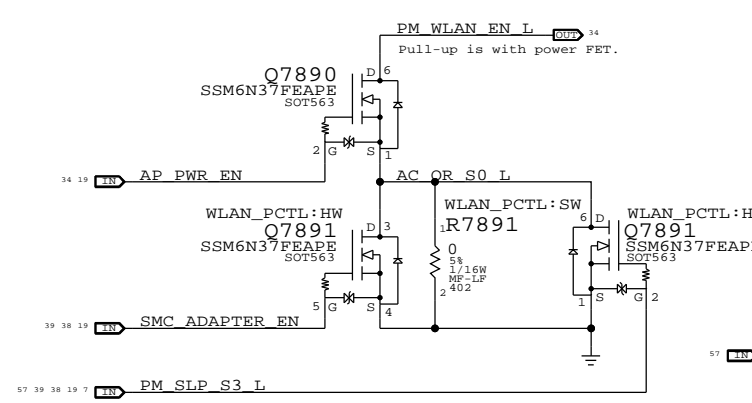 PM_WLAN_EN_L
OUT 34
Pull-up is with power FET.
Q7890
SSM6N37FEAPE
SOT563
D 6
2 G S 1
34 19 IN AP_PWR_EN
AC_OR_S0_L
WLAN_PCTL:HW
Q7891
SSM6N37FEAPE
SOT563
D 3
5 G S 4
WLAN_PCTL:SW
1 R7891
0
5%
1/16W
MF-LF
2 402
6 D
WLAN_PCTL:H
Q7891
SSM6N37FEAPE
SOT563
1 S G 2
39 38 19 IN SMC_ADAPTER_EN
57 IN
57 39 38 19 7 IN PM_SLP_S3_L